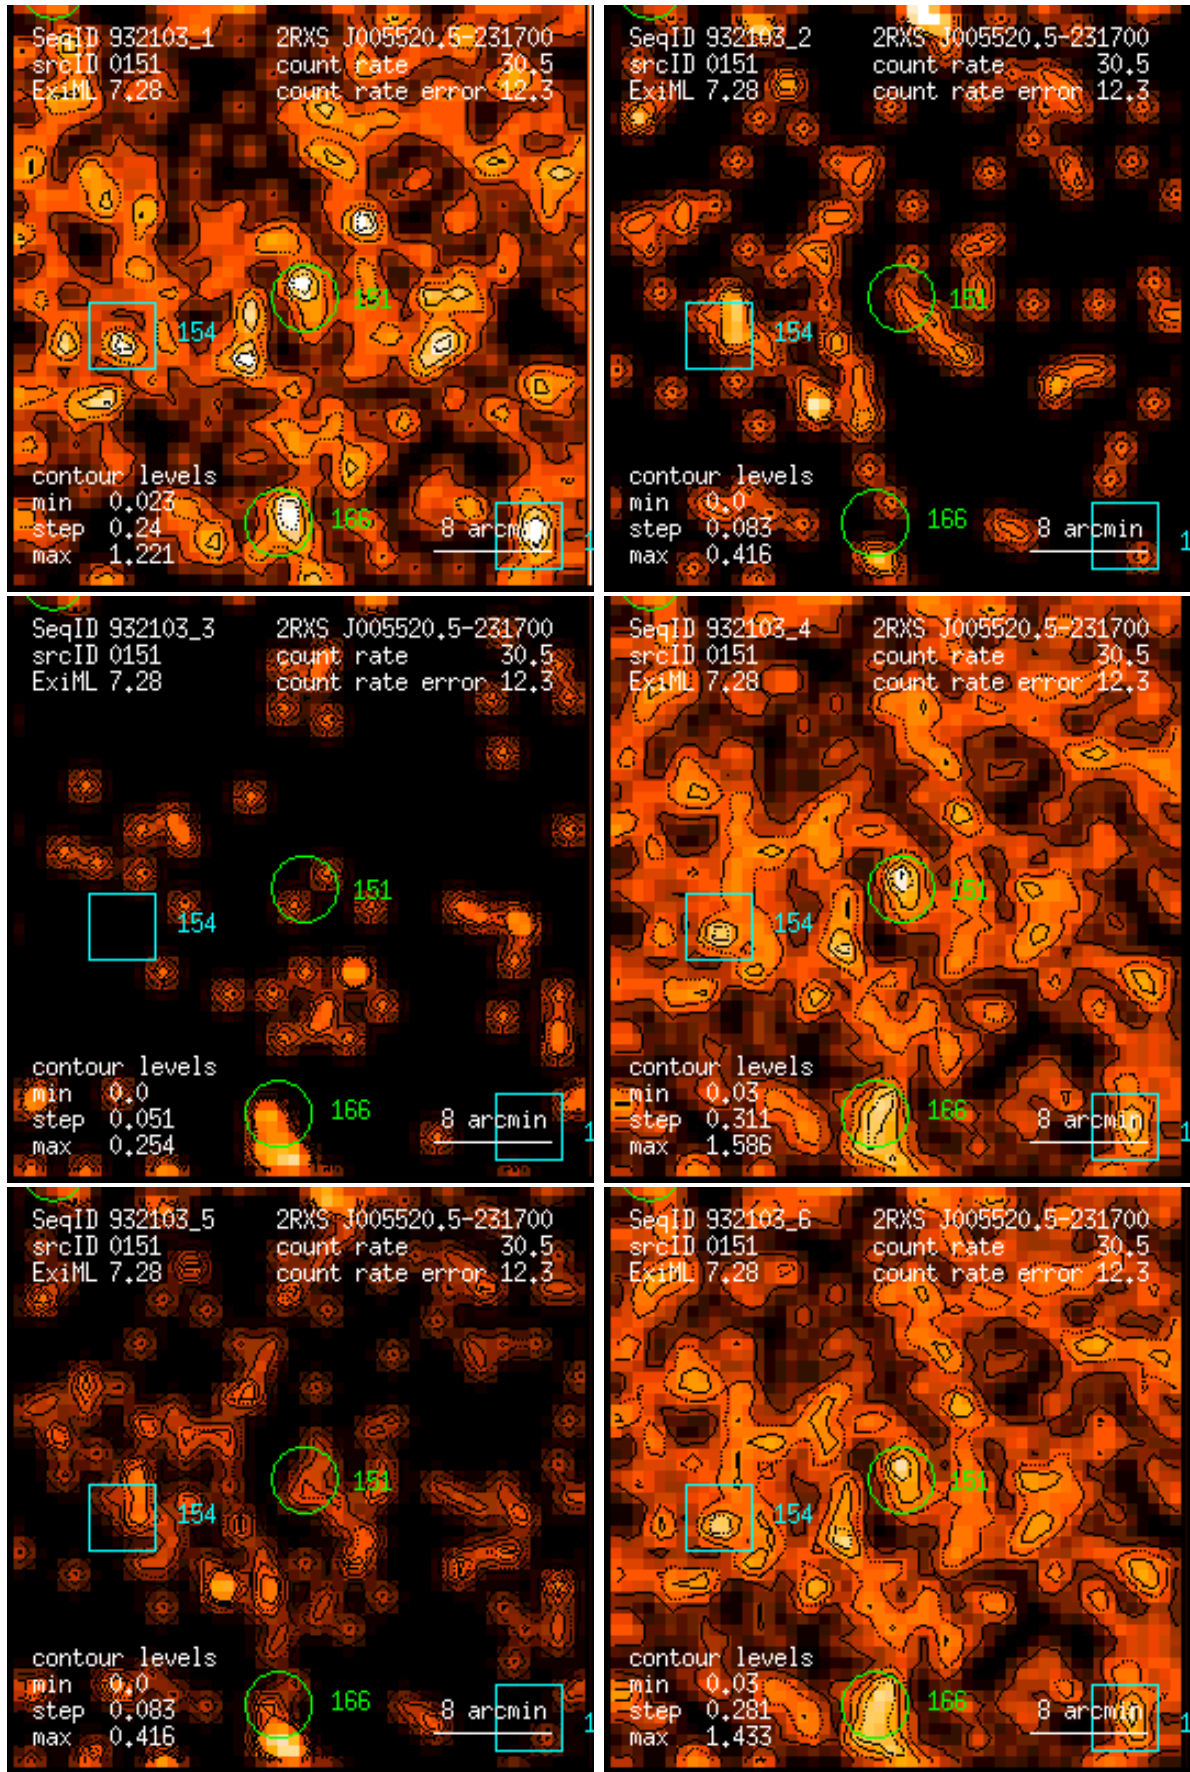 SeqID 932103_1 2RXS J005520.5-231700
srcID 0151 count rate 30.5
ExiML 7.28 count rate error 12.3
151
154
contour levels
min 0.023
step 0.24
max 1.221
166
8 arcmin
1
SeqID 932103_2 2RXS J005520.5-231700
srcID 0151 count rate 30.5
ExiML 7.28 count rate error 12.3
151
154
contour levels
min 0.0
step 0.083
max 0.416
166
8 arcmin
1
SeqID 932103_3 2RXS J005520.5-231700
srcID 0151 count rate 30.5
ExiML 7.28 count rate error 12.3
151
154
contour levels
min 0.0
step 0.051
max 0.254
166
8 arcmin
1
SeqID 932103_4 2RXS J005520.5-231700
srcID 0151 count rate 30.5
ExiML 7.28 count rate error 12.3
151
154
contour levels
min 0.03
step 0.311
max 1.586
166
8 arcmin
1
SeqID 932103_5 2RXS J005520.5-231700
srcID 0151 count rate 30.5
ExiML 7.28 count rate error 12.3
151
154
contour levels
min 0.0
step 0.083
max 0.416
166
8 arcmin
1
SeqID 932103_6 2RXS J005520.5-231700
srcID 0151 count rate 30.5
ExiML 7.28 count rate error 12.3
151
154
contour levels
min 0.03
step 0.281
max 1.433
166
8 arcmin
1